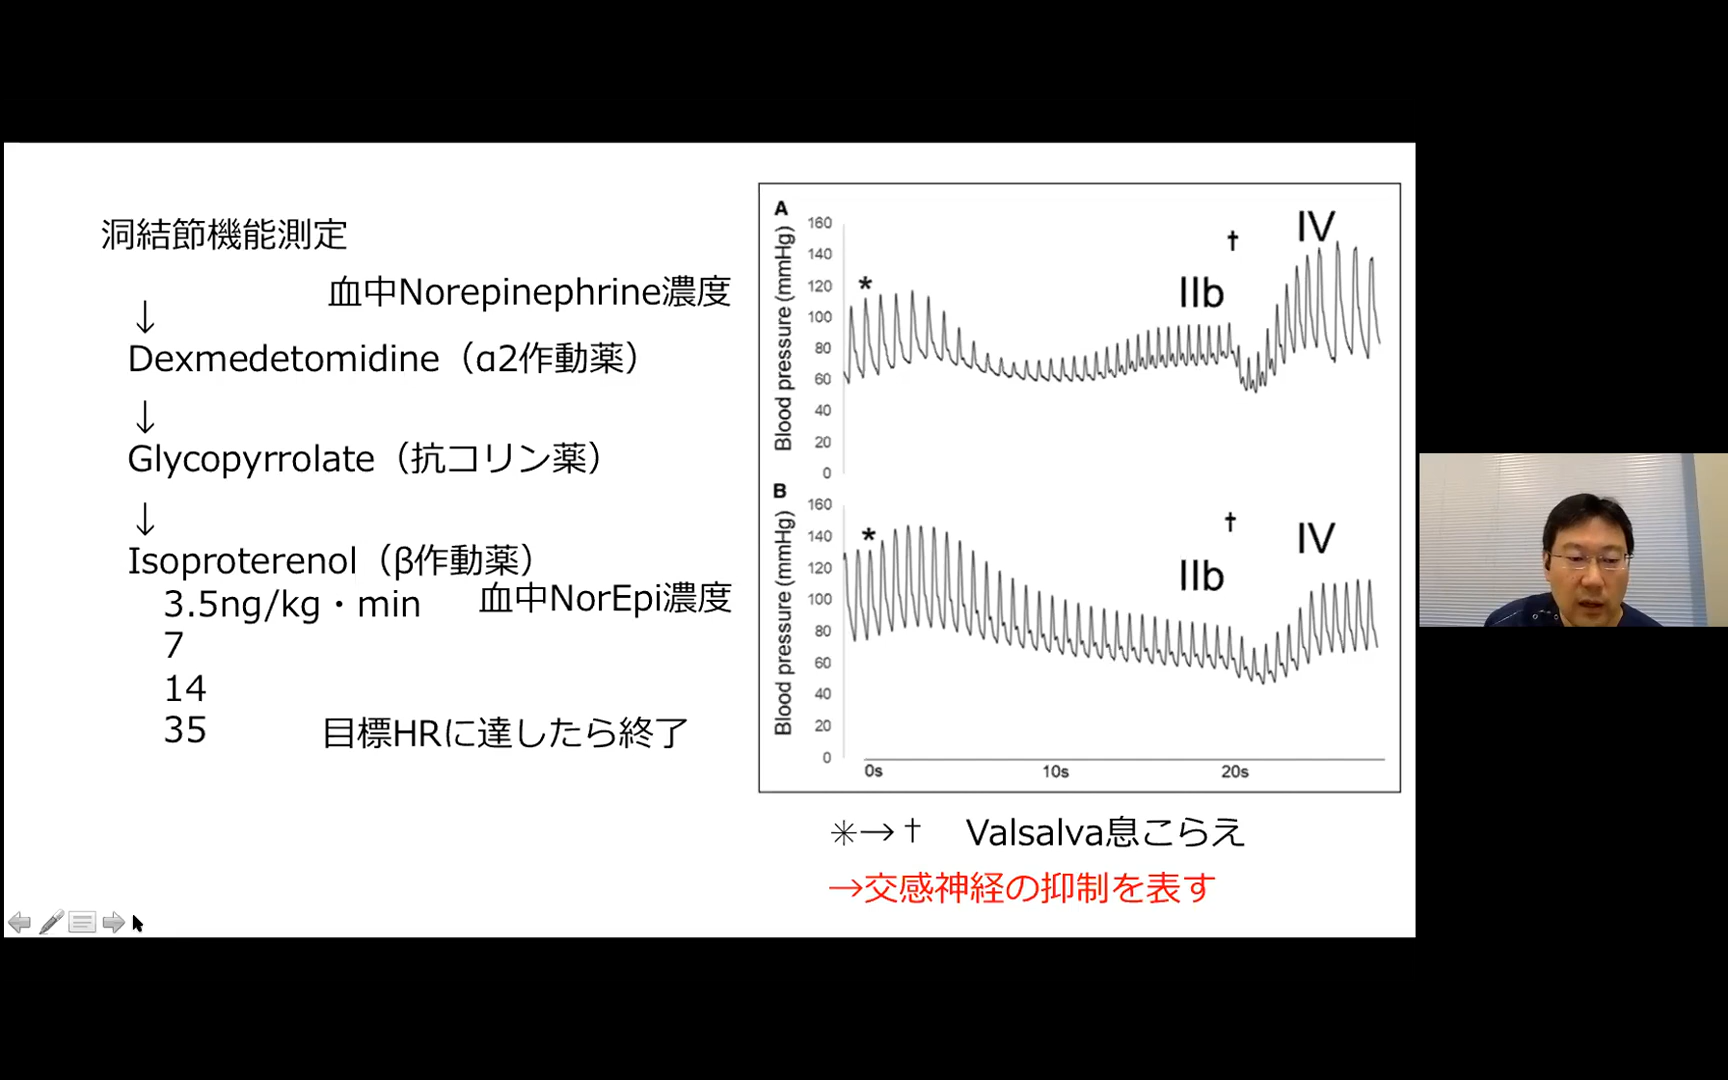 洞結節機能測定
血中Norepinephrine濃度
↓
Dexmedetomidine（α2作動薬）
↓
Glycopyrrolate（抗コリン薬）
↓
Isoproterenol（β作動薬）
3.5ng/kg・min 血中NorEpi濃度
7
14
35 目標HRに達したら終了
A
Blood pressure (mmHg)
160
140
120
100
80
60
40
20
0
* IIb † IV
B
Blood pressure (mmHg)
160
140
120
100
80
60
40
20
0
* IIb † IV
0s 10s 20s
✳→† Valsalva息こらえ
→交感神経の抑制を表す